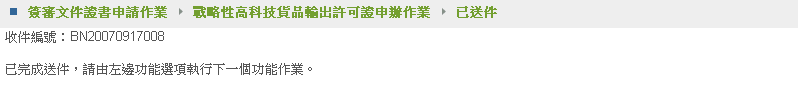 簽審文件證書申請作業 戰略性高科技貨品輸出許可證申辦作業 已送件
收件編號：BN20070917008
已完成送件，請由左邊功能選項執行下一個功能作業。